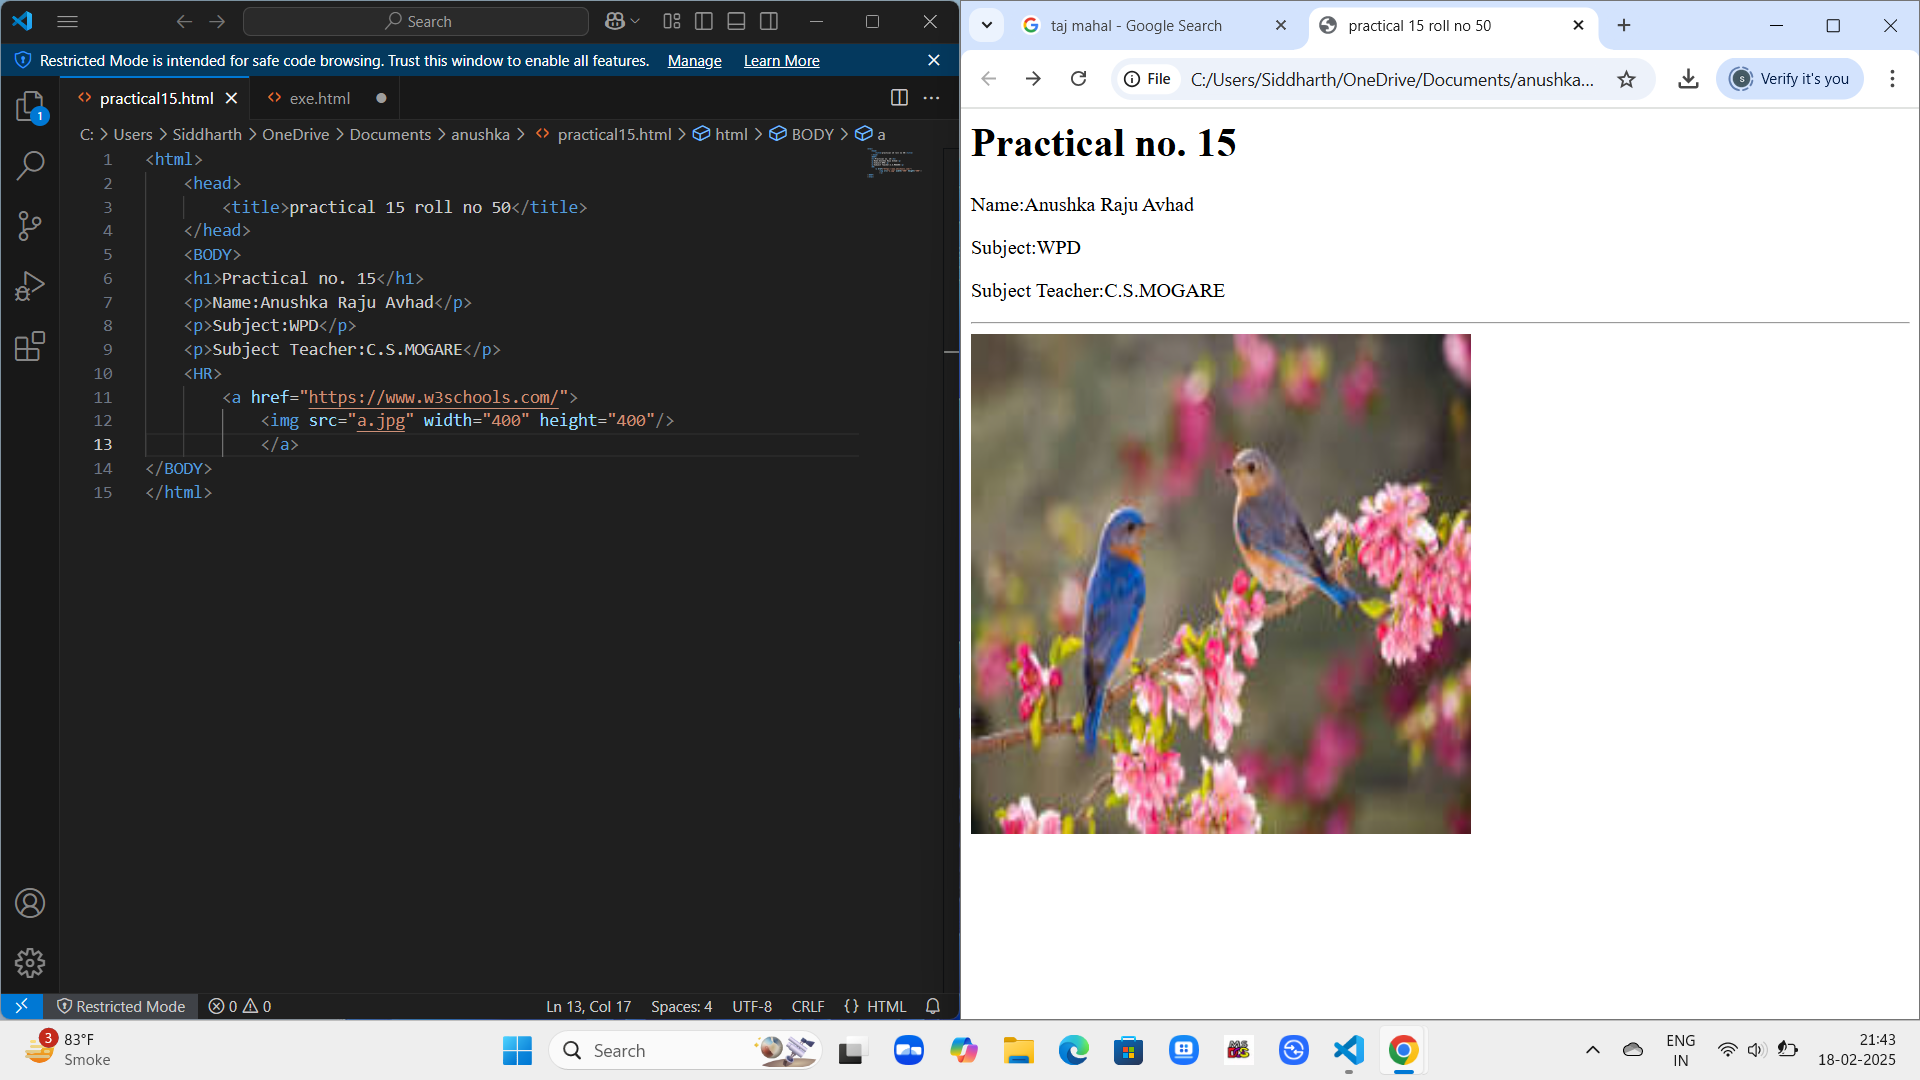 Search
Restricted Mode is intended for safe code browsing. Trust this window to enable all features. Manage Learn More
1
practical15.html
exe.html
C: > Users > Siddharth > OneDrive > Documents > anushka > practical15.html > html > BODY > a
1 <html>
2 <head>
3 <title>practical 15 roll no 50</title>
4 </head>
5 <BODY>
6 <h1>Practical no. 15</h1>
7 <p>Name:Anushka Raju Avhad</p>
8 <p>Subject:WPD</p>
9 <p>Subject Teacher:C.S.MOGARE</p>
10 <HR>
11 <a href="https://www.w3schools.com/">
12 <img src="a.jpg" width="400" height="400"/>
13 </a>
14 </BODY>
15 </html>
Restricted Mode 0 0 Ln 13, Col 17 Spaces: 4 UTF-8 CRLF {} HTML
taj mahal - Google Search
practical 15 roll no 50
File C:/Users/Siddharth/OneDrive/Documents/anushka... S Verify it's you
Practical no. 15
Name:Anushka Raju Avhad
Subject:WPD
Subject Teacher:C.S.MOGARE
3
83°F
Smoke
Search
ENG
IN
21:43
18-02-2025